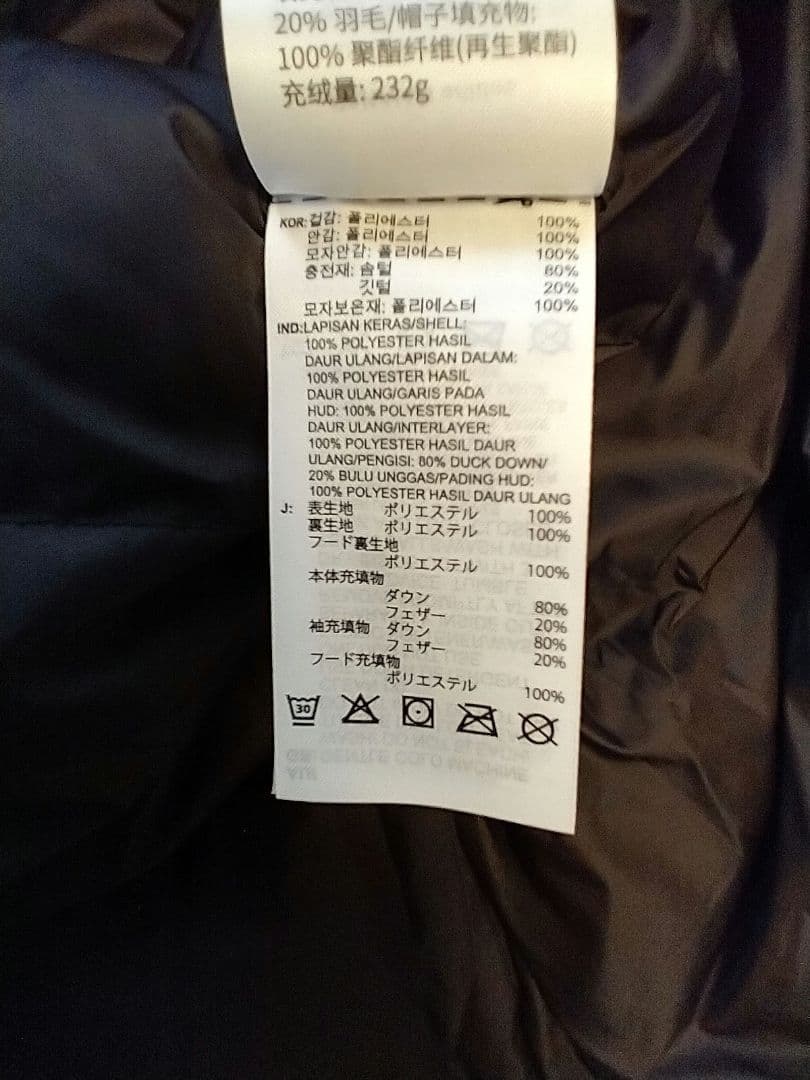 20% 羽毛/帽子填充物:
100% 聚酯纤维(再生聚酯)
充绒量: 232g
KOR: 겉감: 폴리에스터 100%
안감: 폴리에스터 100%
모자안감: 폴리에스터 100%
충전재: 솜털 80%
깃털 20%
모자보온재: 폴리에스터 100%
IND: LAPISAN KERAS/SHELL:
100% POLYESTER HASIL
DAUR ULANG/LAPISAN DALAM:
100% POLYESTER HASIL
DAUR ULANG/GARIS PADA
HUD: 100% POLYESTER HASIL
DAUR ULANG/INTERLAYER:
100% POLYESTER HASIL DAUR
ULANG/PENGISI: 80% DUCK DOWN/
20% BULU UNGGAS/PADING HUD:
100% POLYESTER HASIL DAUR ULANG
J: 表生地 ポリエステル 100%
裏生地 ポリエステル 100%
フード裏生地
ポリエステル 100%
本体充填物
ダウン 80%
フェザー 20%
袖充填物 ダウン 80%
フェザー 20%
フード充填物
ポリエステル 100%
30